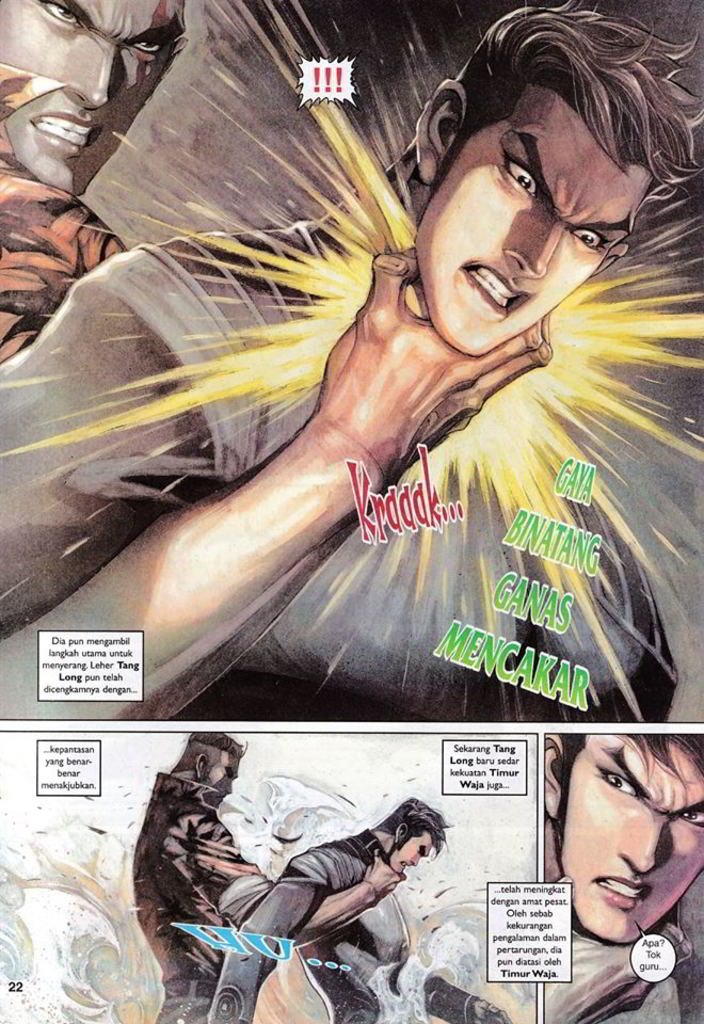 !!!
Kraaak...
GAYA
BINATANG
GANAS
MENCAKAR
Dia pun mengambil
langkah utama untuk
menyerang. Leher Tang
Long pun telah
dicengkamnya dengan...
...kepantasan
yang benar-
benar
menakjubkan.
Sekarang Tang
Long baru sedar
kekuatan Timur
Waja juga...
HU...
...telah meningkat
dengan amat pesat.
Oleh sebab
kekurangan
pengalaman dalam
pertarungan, dia
pun diatasi oleh
Timur Waja.
Apa?
Tok
guru...
22